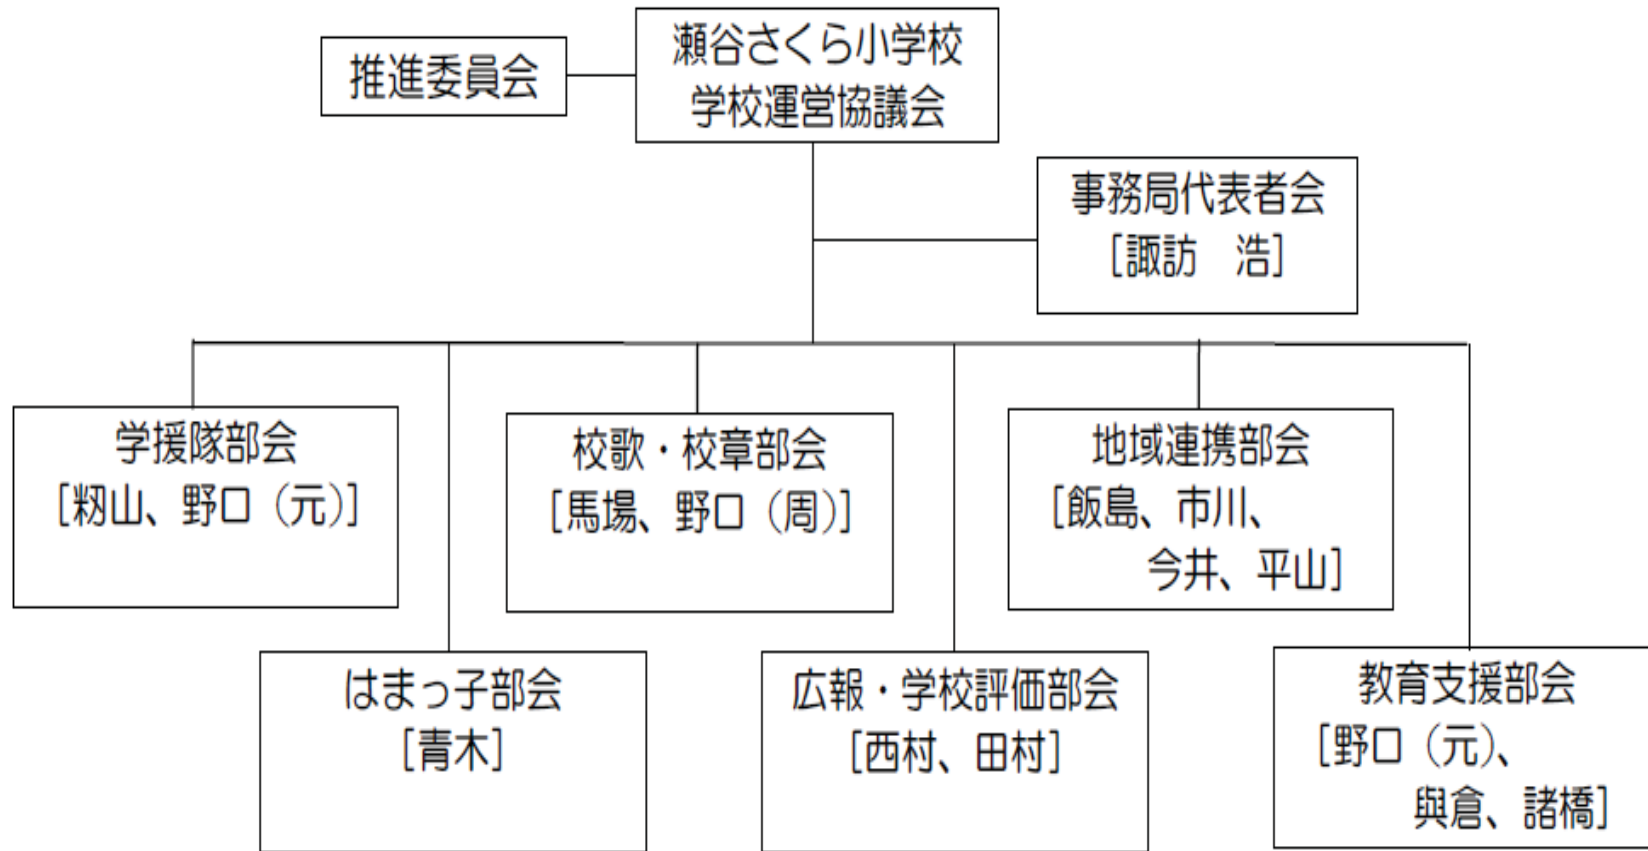 推進委員会
瀬谷さくら小学校
学校運営協議会
事務局代表者会
[諏訪　浩]
学援隊部会
[籾山、野口（元）]
校歌・校章部会
[馬場、野口（周）]
地域連携部会
[飯島、市川、
今井、平山]
はまっ子部会
[青木]
広報・学校評価部会
[西村、田村]
教育支援部会
[野口（元）、
與倉、諸橋]